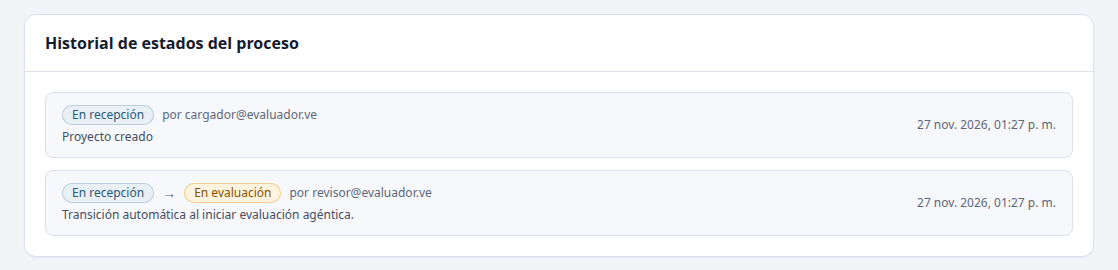 Historial de estados del proceso
En recepción por cargador@evaluador.ve
Proyecto creado
27 nov. 2026, 01:27 p. m.
En recepción → En evaluación por revisor@evaluador.ve
Transición automática al iniciar evaluación agéntica.
27 nov. 2026, 01:27 p. m.